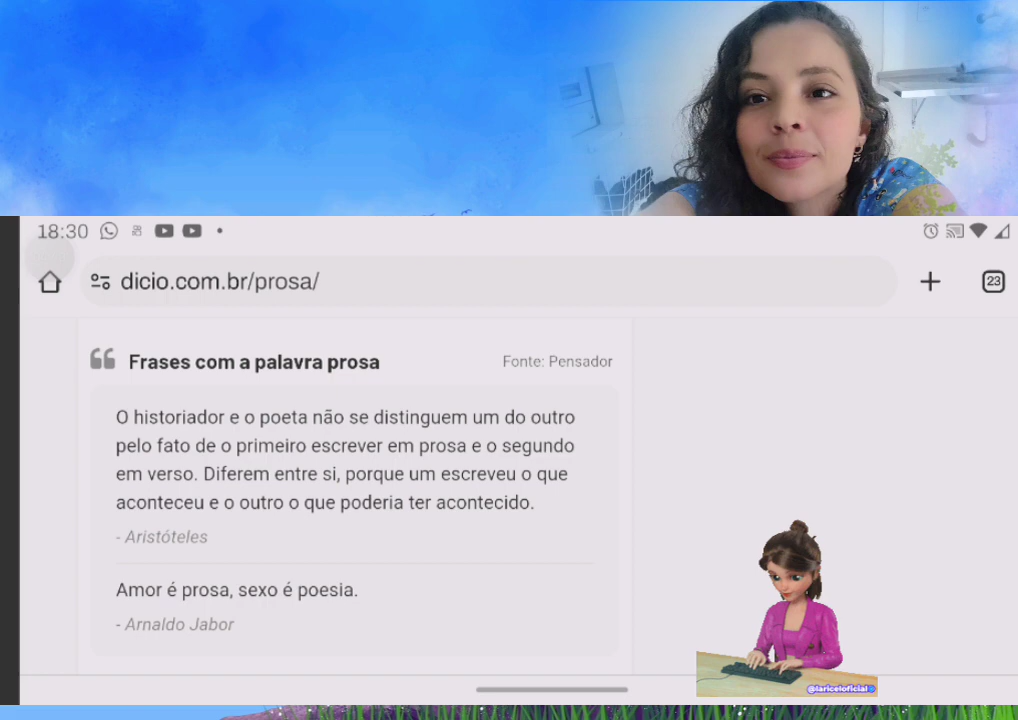 18:30
dicio.com.br/prosa/
23
Frases com a palavra prosa
Fonte: Pensador
O historiador e o poeta não se distinguem um do outro
pelo fato de o primeiro escrever em prosa e o segundo
em verso. Diferem entre si, porque um escreveu o que
aconteceu e o outro o que poderia ter acontecido.
- Aristóteles
Amor é prosa, sexo é poesia.
- Arnaldo Jabor
@lariceloficial